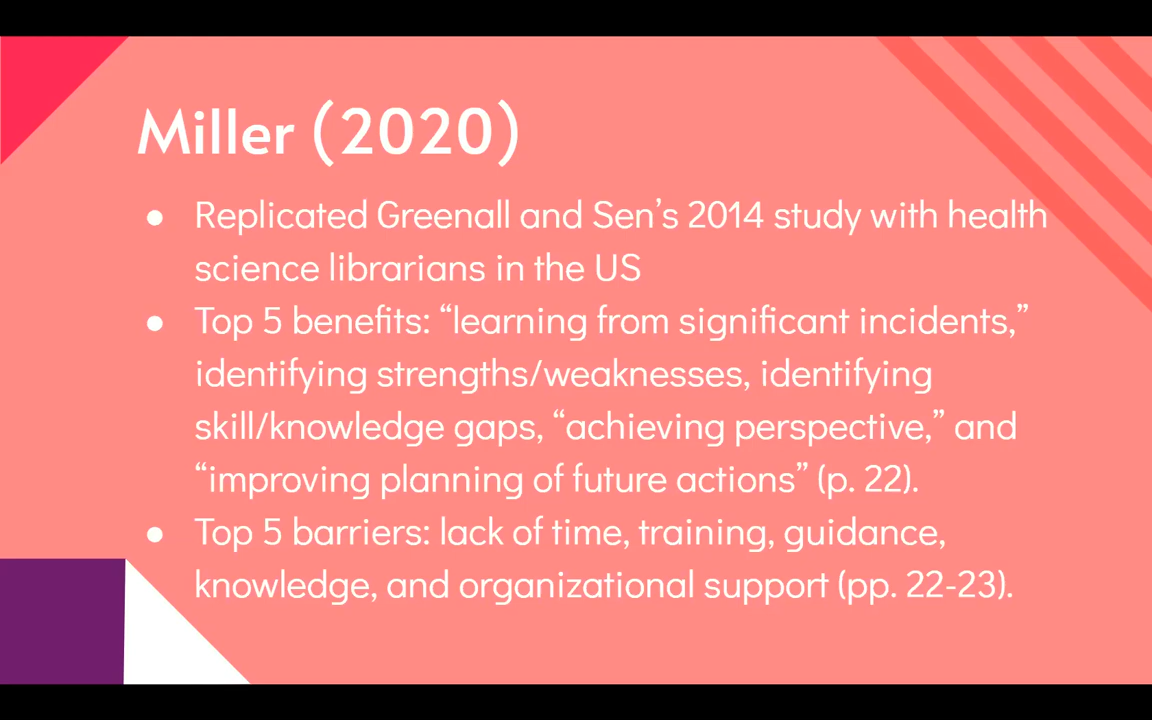 Miller (2020)
● Replicated Greenall and Sen’s 2014 study with health
science librarians in the US
● Top 5 benefits: “learning from significant incidents,”
identifying strengths/weaknesses, identifying
skill/knowledge gaps, “achieving perspective,” and
“improving planning of future actions” (p. 22).
● Top 5 barriers: lack of time, training, guidance,
knowledge, and organizational support (pp. 22-23).